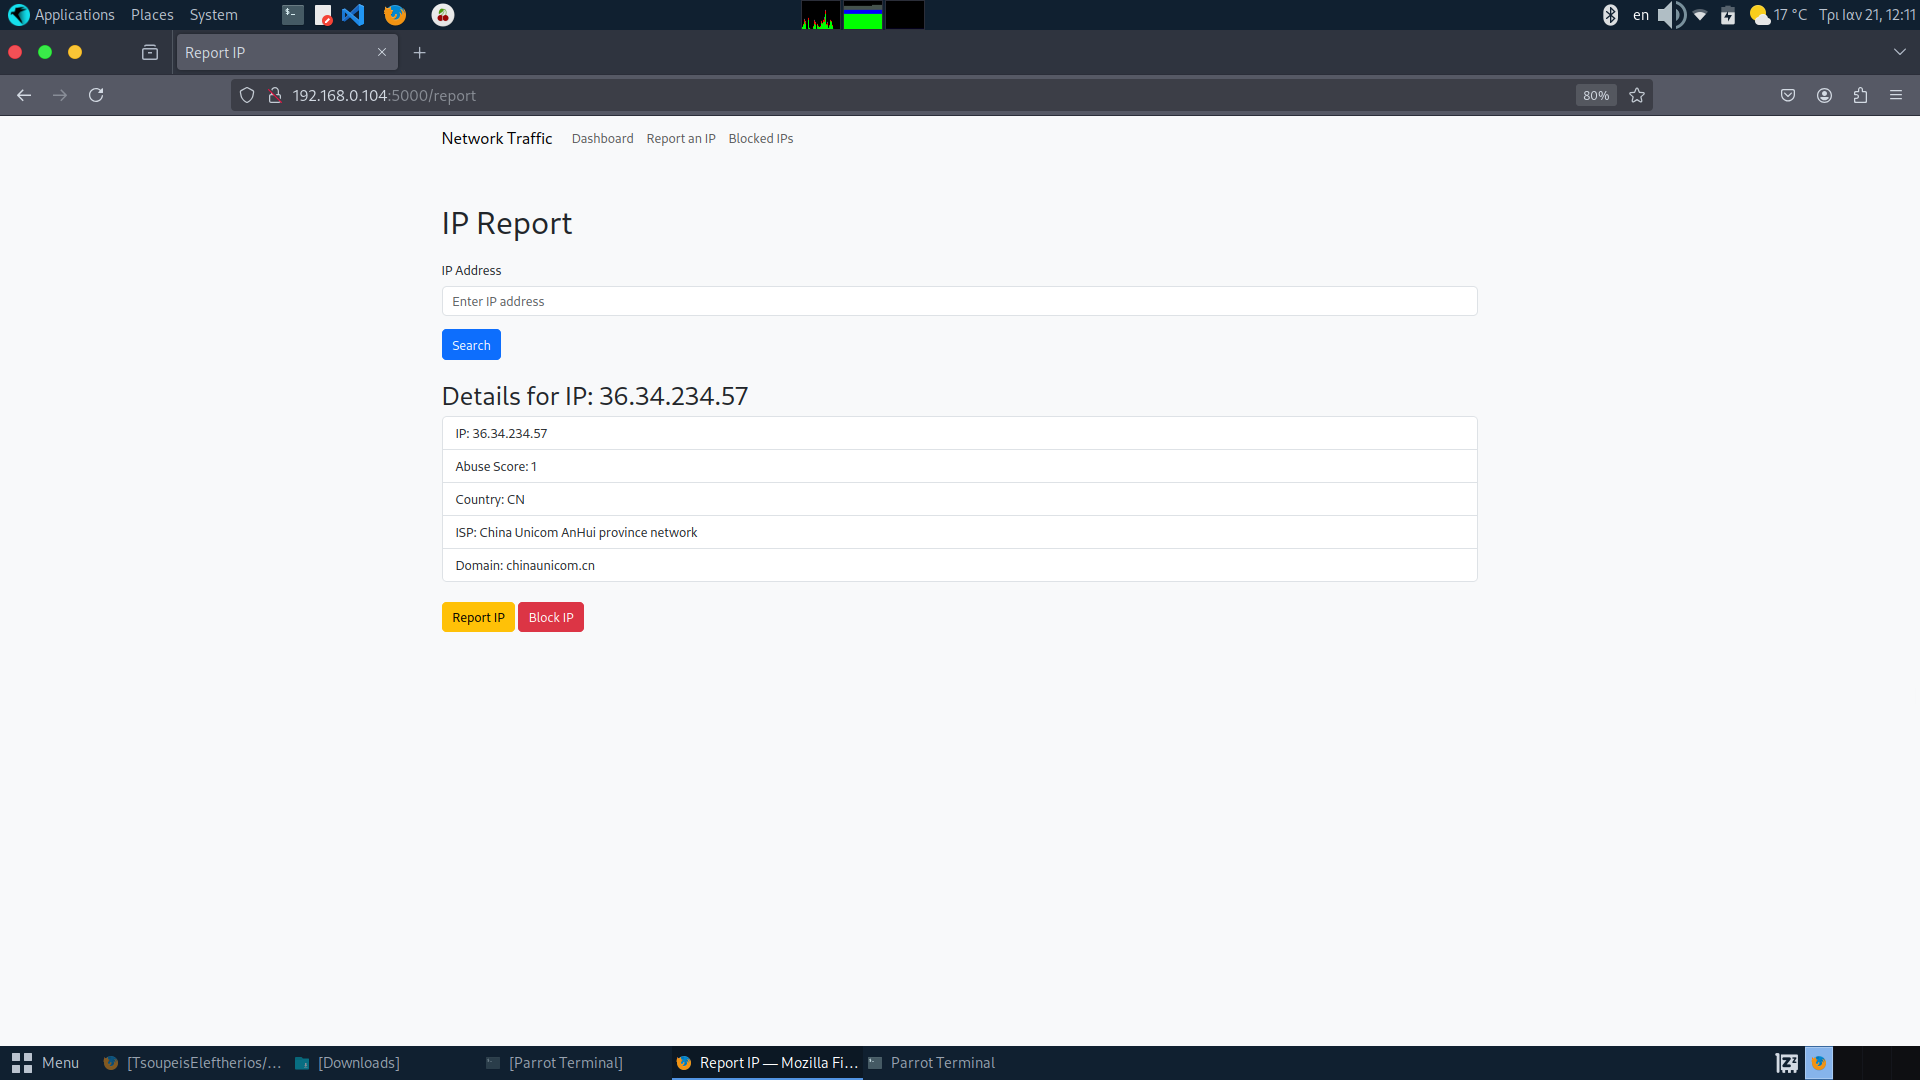 Applications Places System en 17 °C Τρι Ιαν 21, 12:11
Report IP
192.168.0.104:5000/report 80%
Network Traffic Dashboard Report an IP Blocked IPs
IP Report
IP Address
Enter IP address
Search
Details for IP: 36.34.234.57
IP: 36.34.234.57
Abuse Score: 1
Country: CN
ISP: China Unicom AnHui province network
Domain: chinaunicom.cn
Report IP Block IP
Menu [TsoupeisEleftherios/... [Downloads] [Parrot Terminal] Report IP — Mozilla Fi... Parrot Terminal